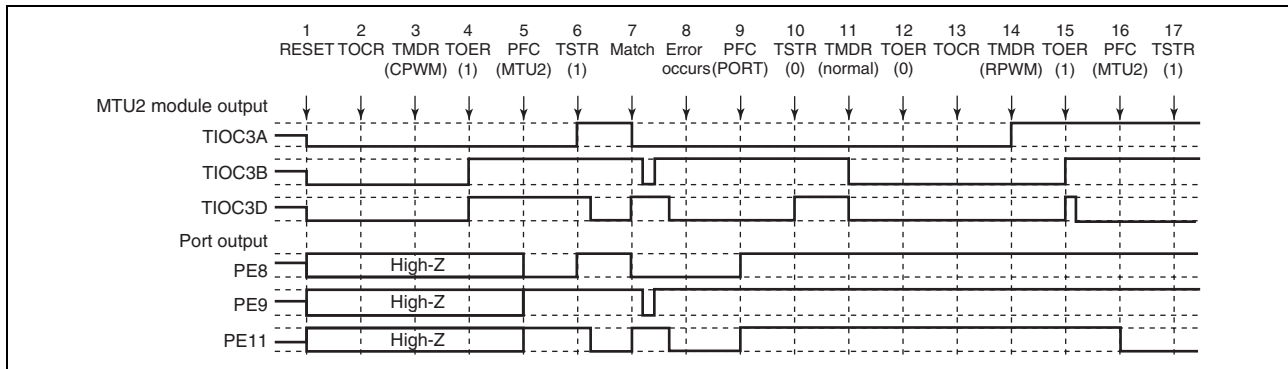 1 2 3 4 5 6 7 8 9 10 11 12 13 14 15 16 17
RESET TOCR TMDR TOER PFC TSTR Match Error PFC TSTR TMDR TOER TOCR TMDR TOER PFC TSTR
(CPWM) (1) (MTU2) (1) occurs (PORT) (0) (normal) (0) (RPWM) (1) (MTU2) (1)
MTU2 module output
TIOC3A
TIOC3B
TIOC3D
Port output
PE8 High-Z
PE9 High-Z
PE11 High-Z